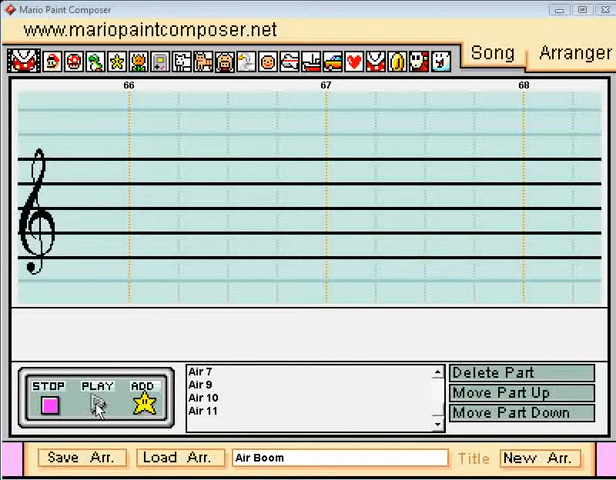 Mario Paint Composer
www.mariopaintcomposer.net
Song Arranger
66 67 68
STOP PLAY ADD
Air 7
Air 9
Air 10
Air 11
Delete Part
Move Part Up
Move Part Down
Save Arr. Load Arr. Air Boom Title New Arr.